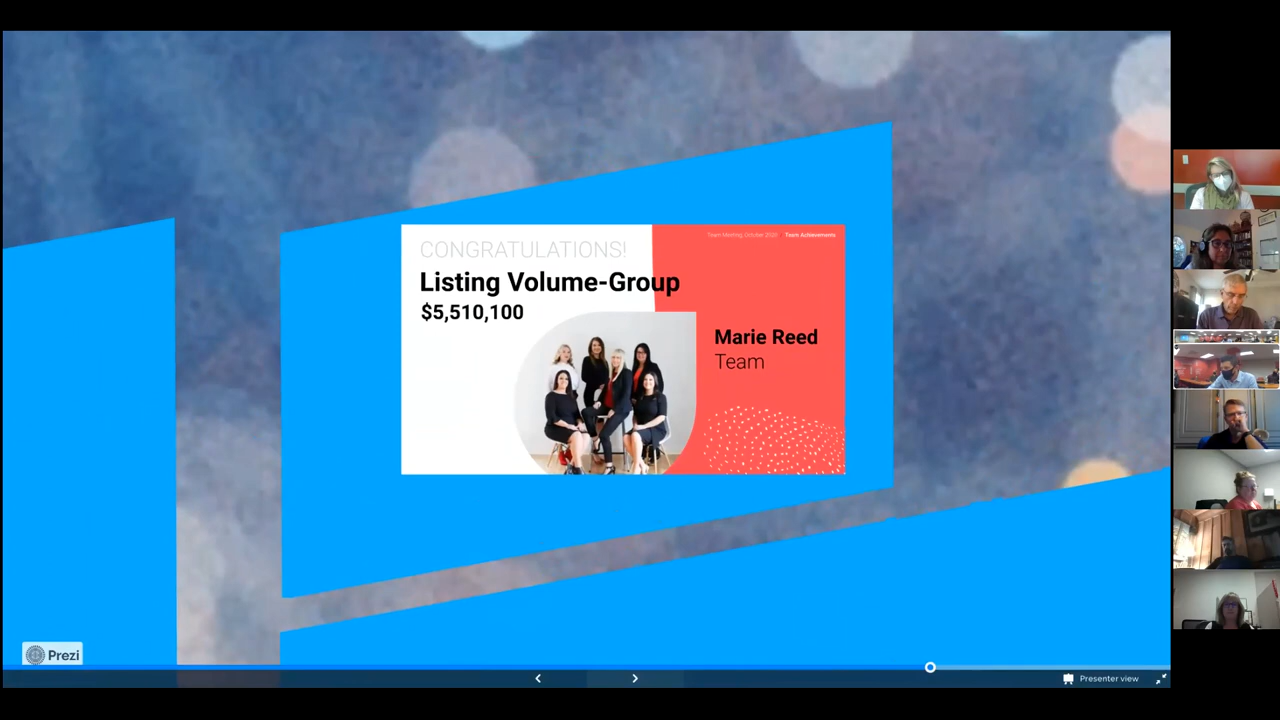 CONGRATULATIONS!
Listing Volume-Group
$5,510,100
Team Meeting, October 2020
Team Achievements
Marie Reed
Team
Prezi
Presenter view